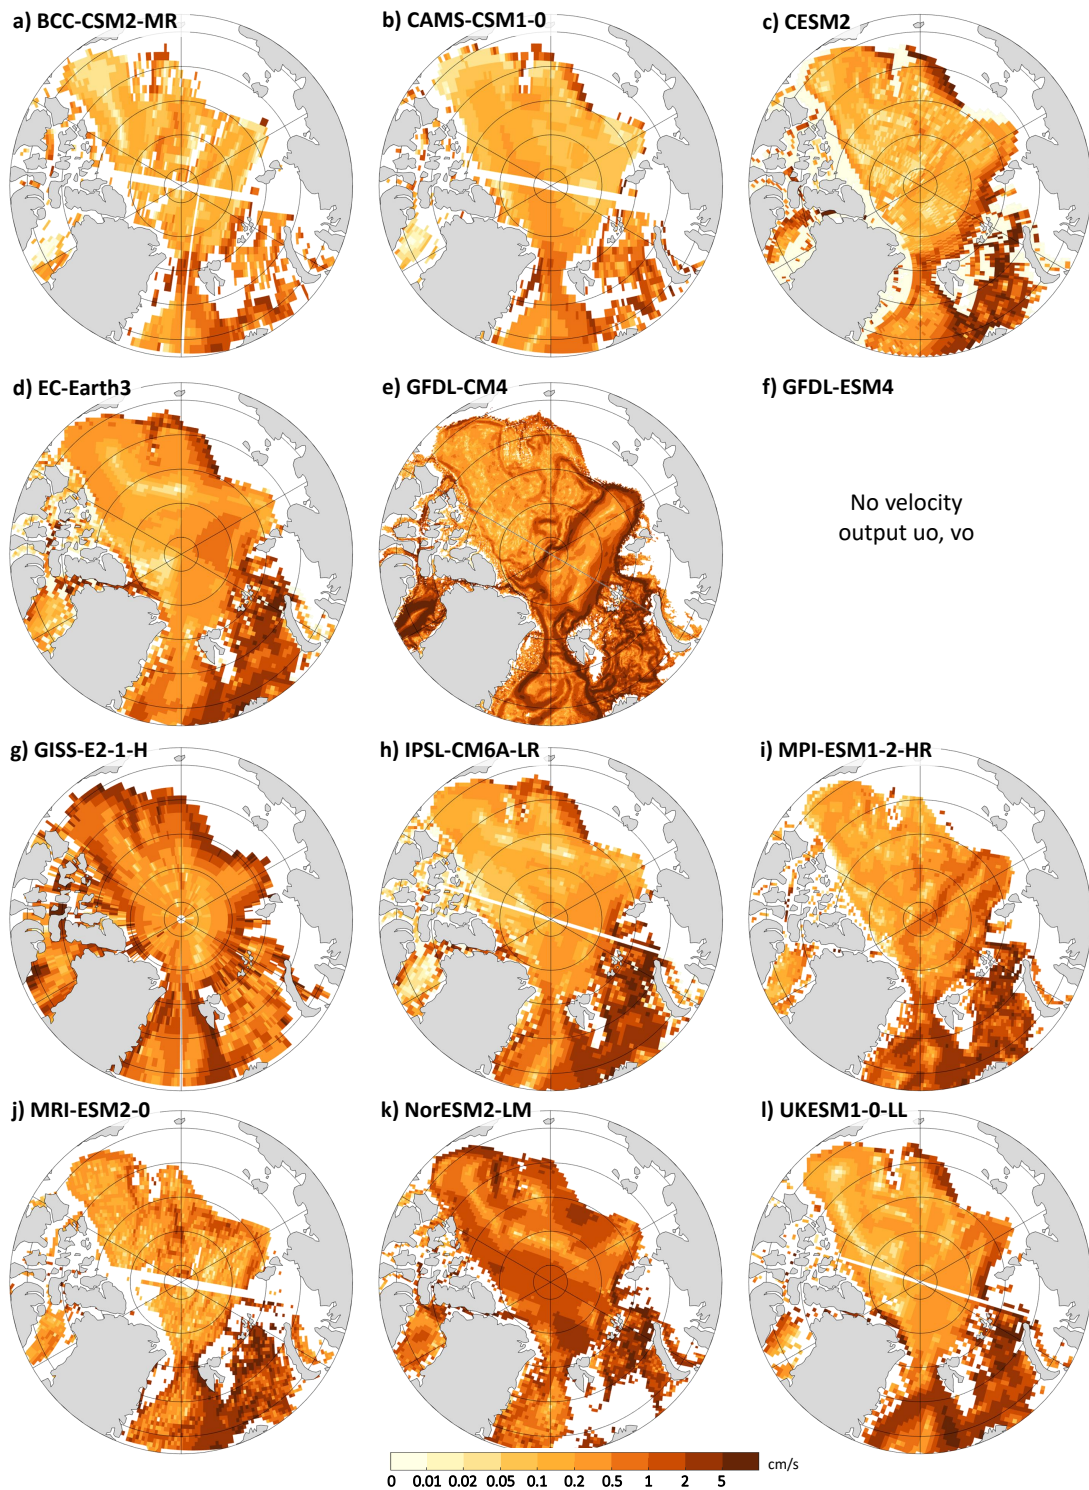 a) BCC-CSM2-MR
b) CAMS-CSM1-0
c) CESM2
d) EC-Earth3
e) GFDL-CM4
f) GFDL-ESM4
No velocity
output uo, vo
g) GISS-E2-1-H
h) IPSL-CM6A-LR
i) MPI-ESM1-2-HR
j) MRI-ESM2-0
k) NorESM2-LM
l) UKESM1-0-LL
0 0.01 0.02 0.05 0.1 0.2 0.5 1 2 5 cm/s